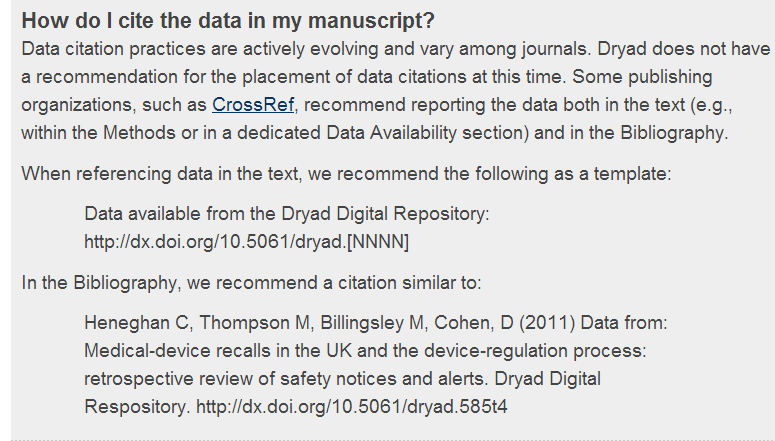 How do I cite the data in my manuscript?
Data citation practices are actively evolving and vary among journals. Dryad does not have
a recommendation for the placement of data citations at this time. Some publishing
organizations, such as CrossRef, recommend reporting the data both in the text (e.g.,
within the Methods or in a dedicated Data Availability section) and in the Bibliography.
When referencing data in the text, we recommend the following as a template:
Data available from the Dryad Digital Repository:
http://dx.doi.org/10.5061/dryad.[NNNN]
In the Bibliography, we recommend a citation similar to:
Heneghan C, Thompson M, Billingsley M, Cohen, D (2011) Data from:
Medical-device recalls in the UK and the device-regulation process:
retrospective review of safety notices and alerts. Dryad Digital
Respository. http://dx.doi.org/10.5061/dryad.585t4